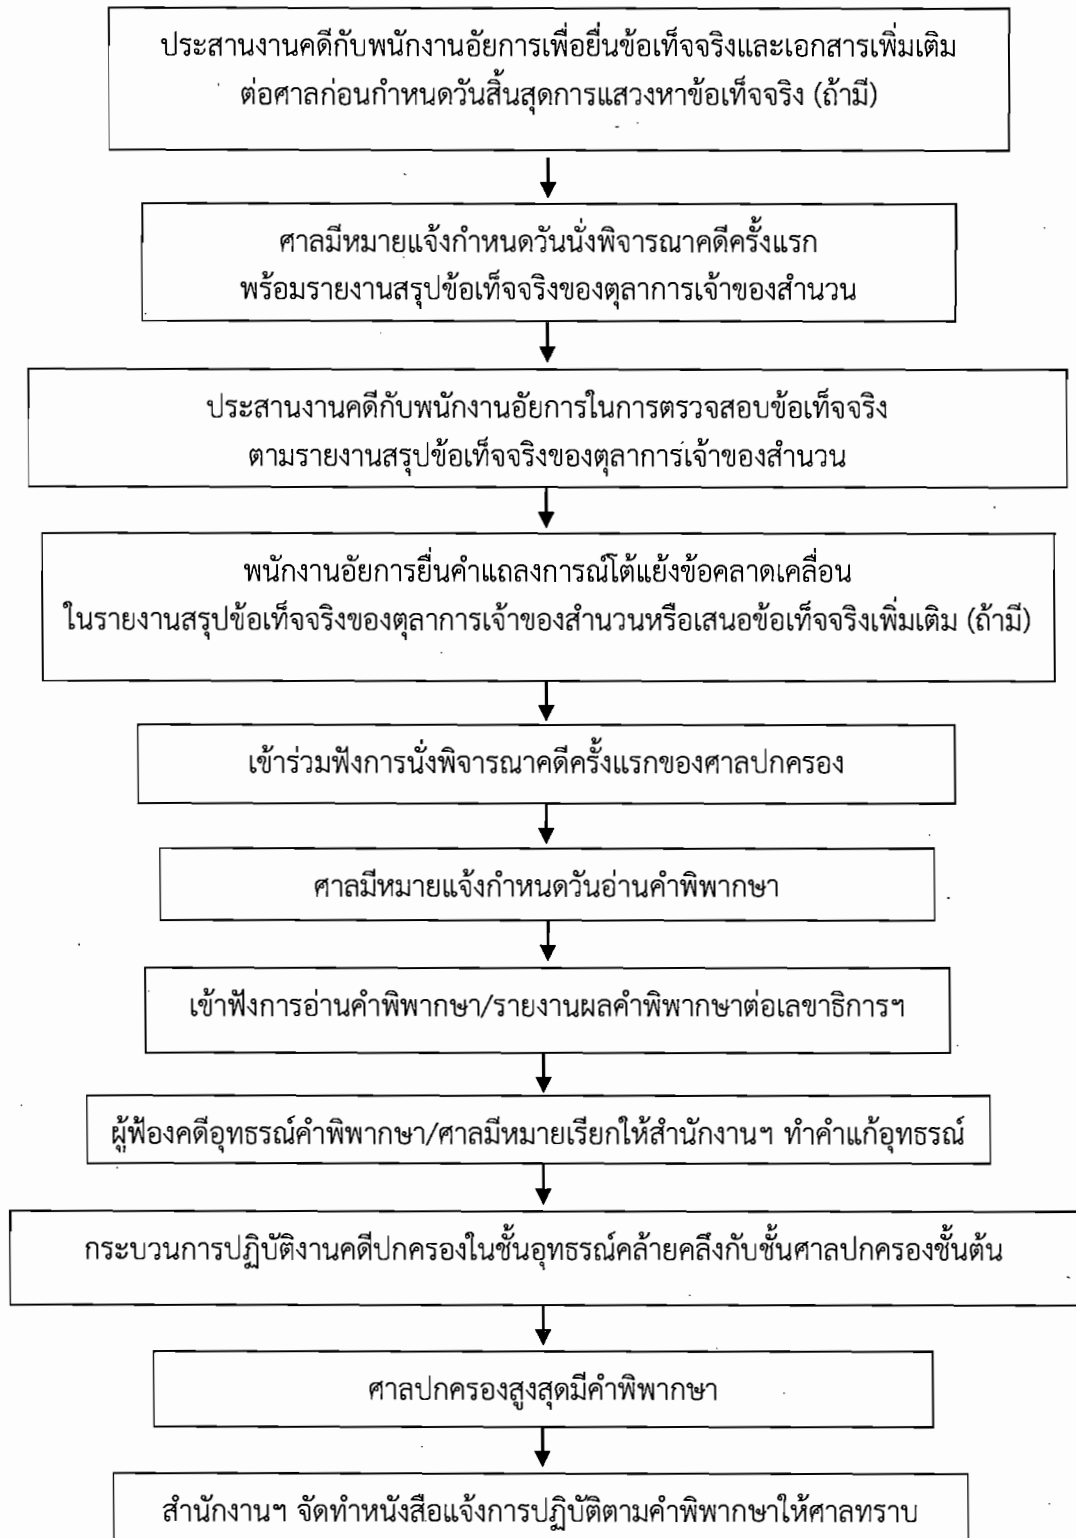 ประสานงานคดีกับพนักงานอัยการเพื่อยื่นข้อเท็จจริงและเอกสารเพิ่มเติม
ต่อศาลก่อนกำหนดวันสิ้นสุดการแสวงหาข้อเท็จจริง (ถ้ามี)
ศาลมีหมายแจ้งกำหนดวันนั่งพิจารณาคดีครั้งแรก
พร้อมรายงานสรุปข้อเท็จจริงของตุลาการเจ้าของสำนวน
ประสานงานคดีกับพนักงานอัยการในการตรวจสอบข้อเท็จจริง
ตามรายงานสรุปข้อเท็จจริงของตุลาการเจ้าของสำนวน
พนักงานอัยการยื่นคำแถลงการณ์โต้แย้งข้อคลาดเคลื่อน
ในรายงานสรุปข้อเท็จจริงของตุลาการเจ้าของสำนวนหรือเสนอข้อเท็จจริงเพิ่มเติม (ถ้ามี)
เข้าร่วมฟังการนั่งพิจารณาคดีครั้งแรกของศาลปกครอง
ศาลมีหมายแจ้งกำหนดวันอ่านคำพิพากษา
เข้าฟังการอ่านคำพิพากษา/รายงานผลคำพิพากษาต่อเลขาธิการฯ
ผู้ฟ้องคดีอุทธรณ์คำพิพากษา/ศาลมีหมายเรียกให้สำนักงานฯ ทำคำแก้อุทธรณ์
กระบวนการปฏิบัติงานคดีปกครองในชั้นอุทธรณ์คล้ายคลึงกับชั้นศาลปกครองชั้นต้น
ศาลปกครองสูงสุดมีคำพิพากษา
สำนักงานฯ จัดทำหนังสือแจ้งการปฏิบัติตามคำพิพากษาให้ศาลทราบ